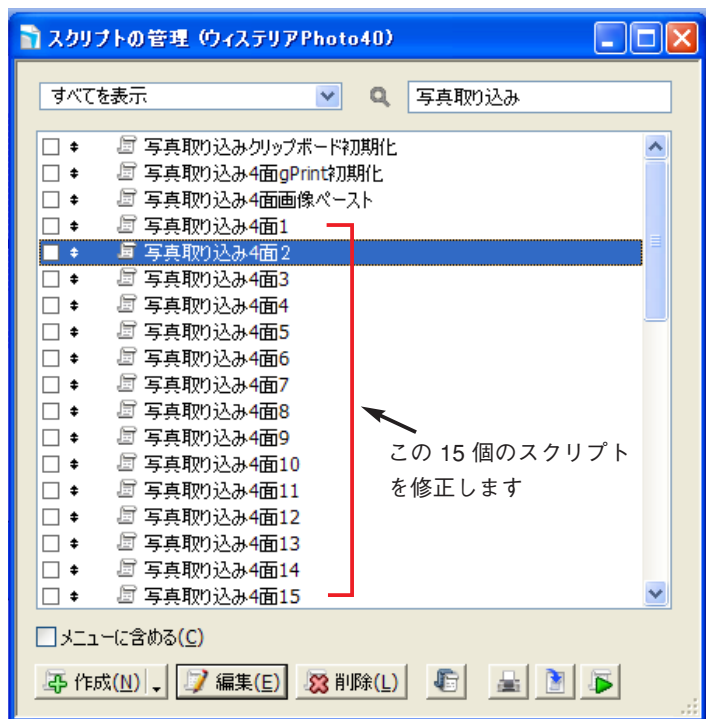 スクリプトの管理 (ウィステリアPhoto40)
すべてを表示
写真取り込み
写真取り込みクリップボード初期化
写真取り込み4面gPrint初期化
写真取り込み4面画像ペースト
写真取り込み4面1
写真取り込み4面2
写真取り込み4面3
写真取り込み4面4
写真取り込み4面5
写真取り込み4面6
写真取り込み4面7
写真取り込み4面8
写真取り込み4面9
写真取り込み4面10
写真取り込み4面11
写真取り込み4面12
写真取り込み4面13
写真取り込み4面14
写真取り込み4面15
この 15 個のスクリプト
を修正します
メニューに含める(C)
作成(N)
編集(E)
削除(L)